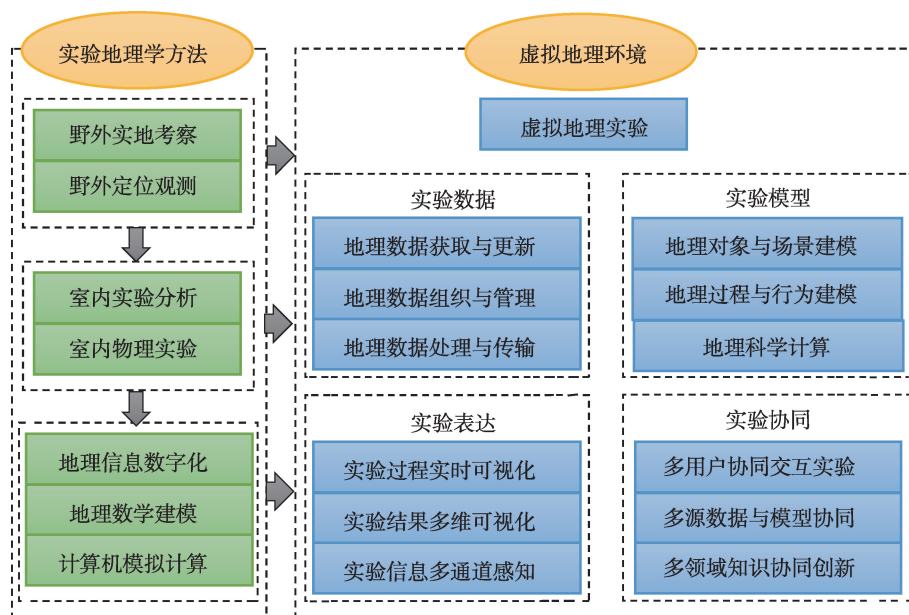 实验地理学方法
野外实地考察
野外定位观测
室内实验分析
室内物理实验
地理信息数字化
地理数学建模
计算机模拟计算
虚拟地理环境
虚拟地理实验
实验数据
地理数据获取与更新
地理数据组织与管理
地理数据处理与传输
实验模型
地理对象与场景建模
地理过程与行为建模
地理科学计算
实验表达
实验过程实时可视化
实验结果多维可视化
实验信息多通道感知
实验协同
多用户协同交互实验
多源数据与模型协同
多领域知识协同创新